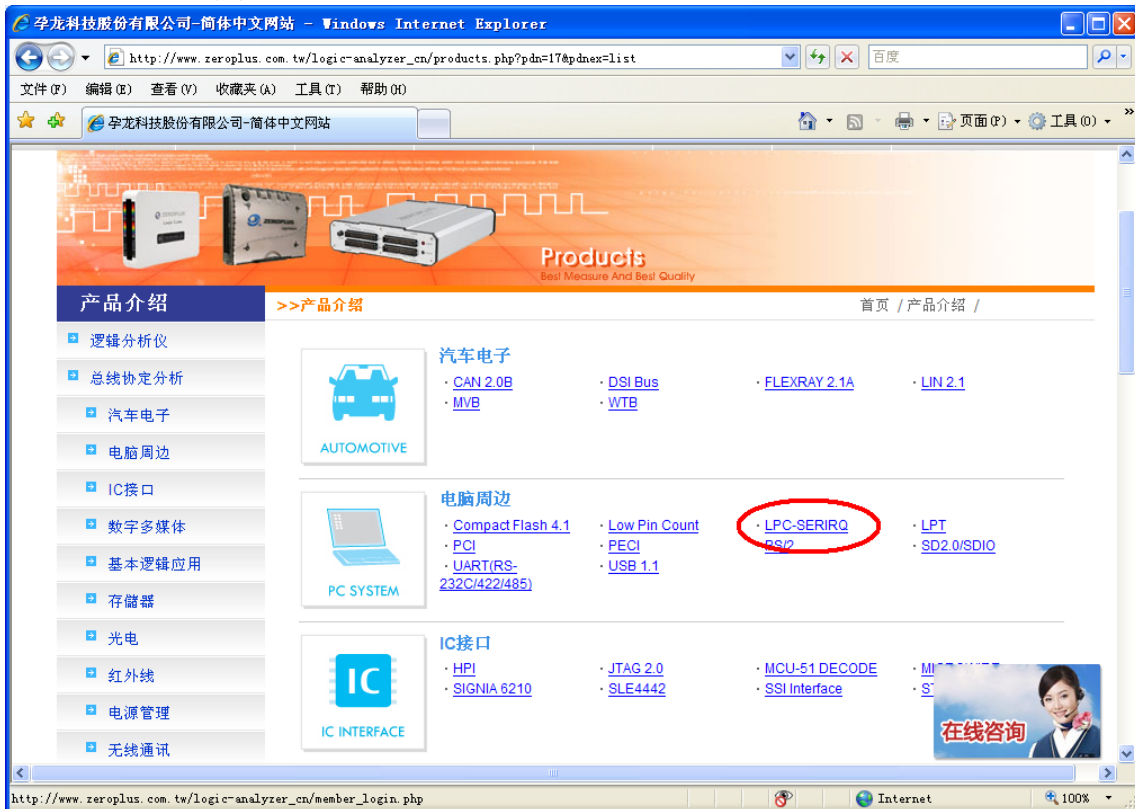 孕龙科技股份有限公司-简体中文网站 - Windows Internet Explorer
http://www.zeroplus.com.tw/logic-analyzer_cn/products.php?pdn=17&pdnex=list
百度
文件(F) 编辑(E) 查看(V) 收藏夹(A) 工具(T) 帮助(H)
孕龙科技股份有限公司-简体中文网站
页面(P) 工具(O) »
ZEROPLUS
ZEROPLUS
Products
Best Measure And Best Quality
产品介绍
>>产品介绍
首页 / 产品介绍 /
逻辑分析仪
总线协定分析
汽车电子
电脑周边
IC接口
数字多媒体
基本逻辑应用
存储器
光电
红外线
电源管理
无线通讯
AUTOMOTIVE
汽车电子
· CAN 2.0B · DSI Bus · FLEXRAY 2.1A · LIN 2.1
· MVB · WTB
PC SYSTEM
电脑周边
· Compact Flash 4.1 · Low Pin Count · LPC-SERIRQ · LPT
· PCI · PECI · PS/2 · SD2.0/SDIO
· UART(RS-232C/422/485) · USB 1.1
IC
IC INTERFACE
IC接口
· HPI · JTAG 2.0 · MCU-51 DECODE
· SIGNIA 6210 · SLE4442 · SSI Interface
在线咨询
http://www.zeroplus.com.tw/logic-analyzer_cn/member_login.php
Internet
100%